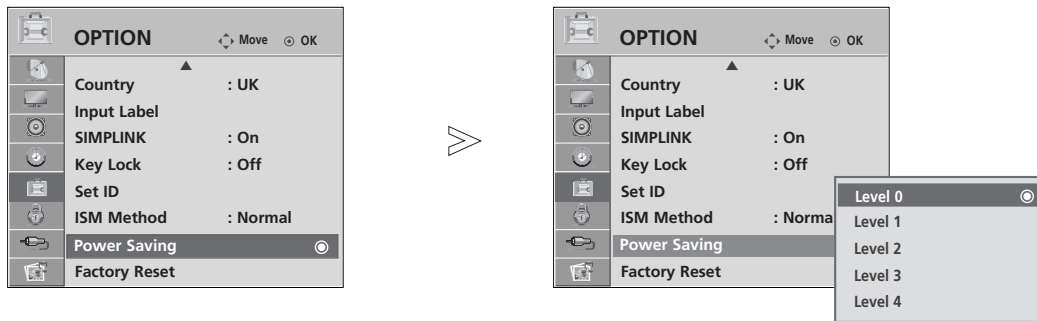 OPTION Move OK
Country : UK
Input Label
SIMPLINK : On
Key Lock : Off
Set ID
ISM Method : Normal
Power Saving
Factory Reset
OPTION Move OK
Country : UK
Input Label
SIMPLINK : On
Key Lock : Off
Set ID
ISM Method : Norma
Power Saving
Factory Reset
Level 0
Level 1
Level 2
Level 3
Level 4